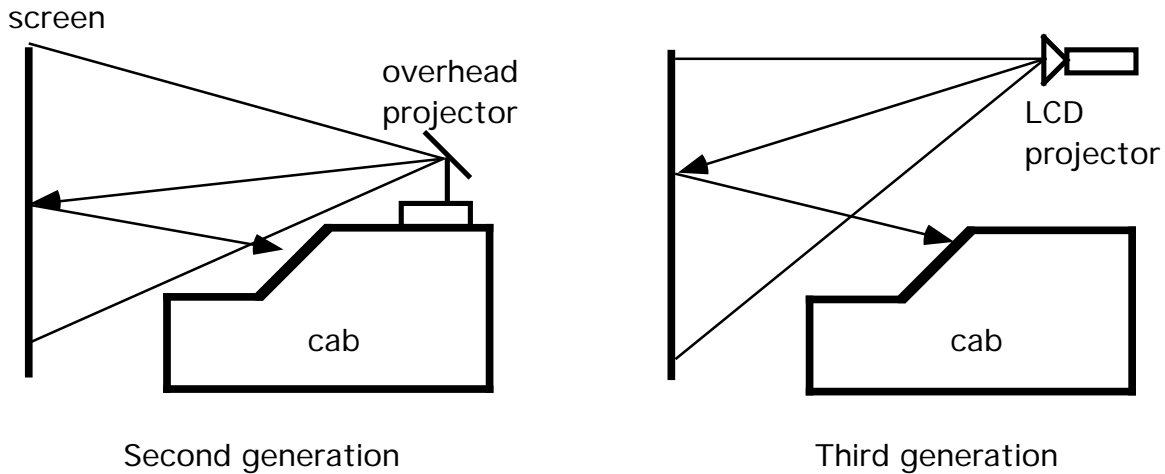 screen
overhead
projector
cab
Second generation
LCD
projector
cab
Third generation